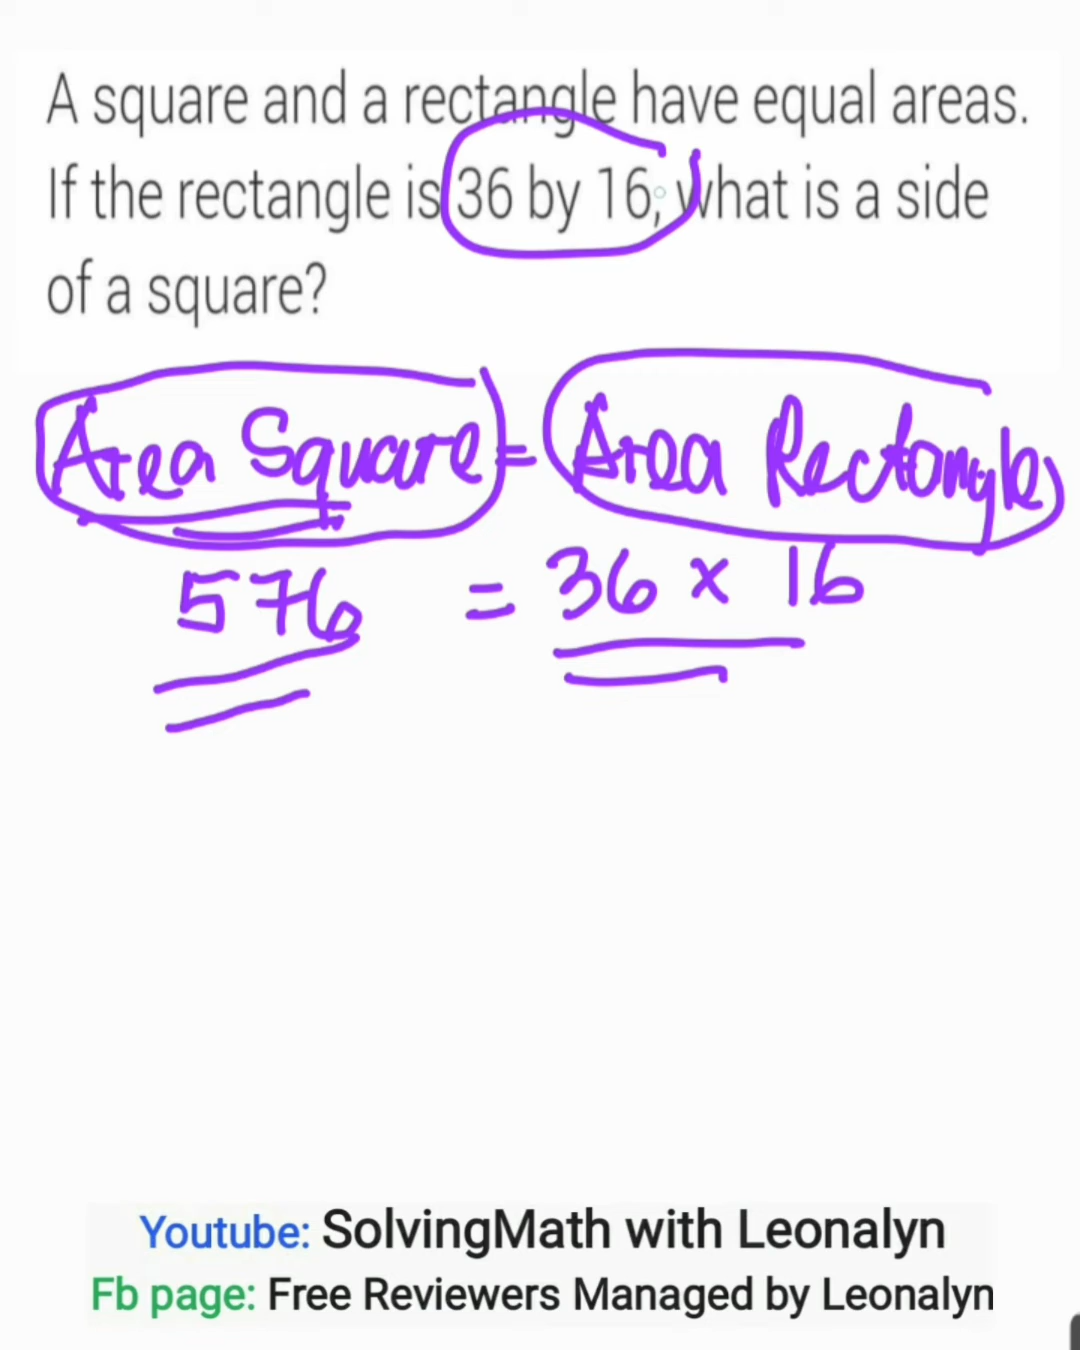 A square and a rectangle have equal areas.
If the rectangle is 36 by 16, what is a side
of a square?
Area Square = Area Rectangle
576 = 36 x 16
Youtube: SolvingMath with Leonalyn
Fb page: Free Reviewers Managed by Leonalyn